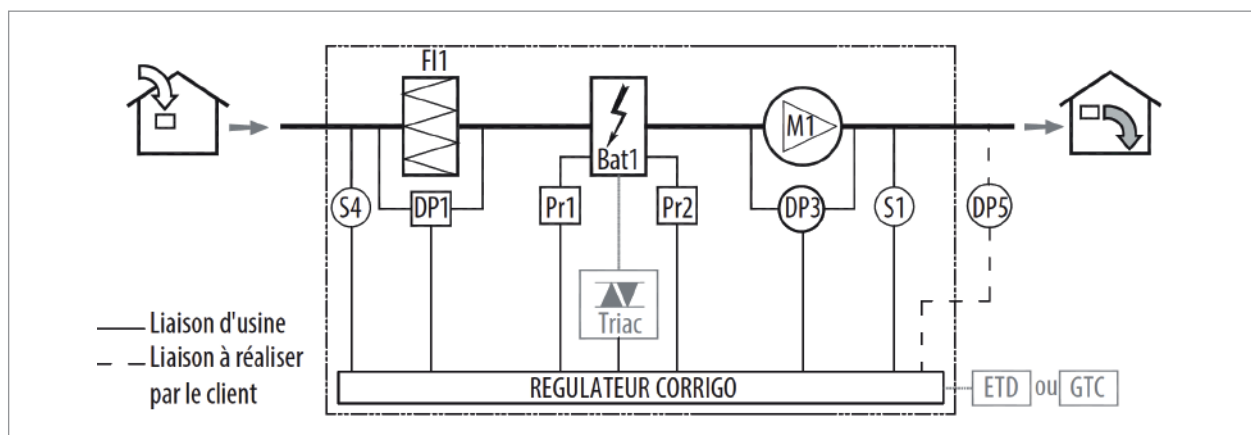 FI1
Bat1
M1
S4
DP1
Pr1
Pr2
DP3
S1
DP5
Triac
Liaison d'usine
Liaison à réaliser
par le client
REGULATEUR CORRIGO
ETD ou GTC